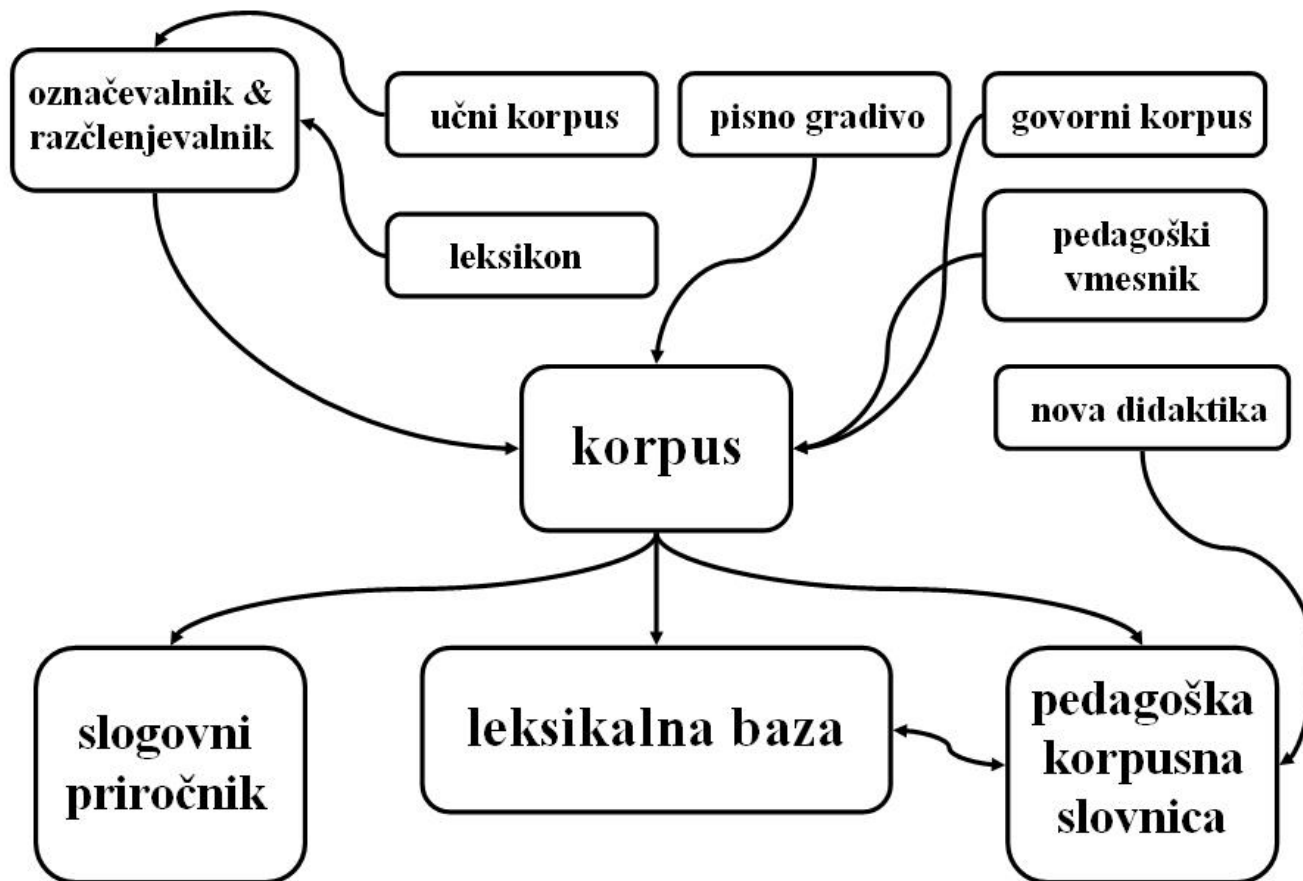 označevalnik &
razčlenjevalnik
učni korpus
pisno gradivo
govorni korpus
leksikon
pedagoški
vmesnik
korpus
nova didaktika
slogovni
priročnik
leksikalna baza
pedagoška
korpusna
slovnica